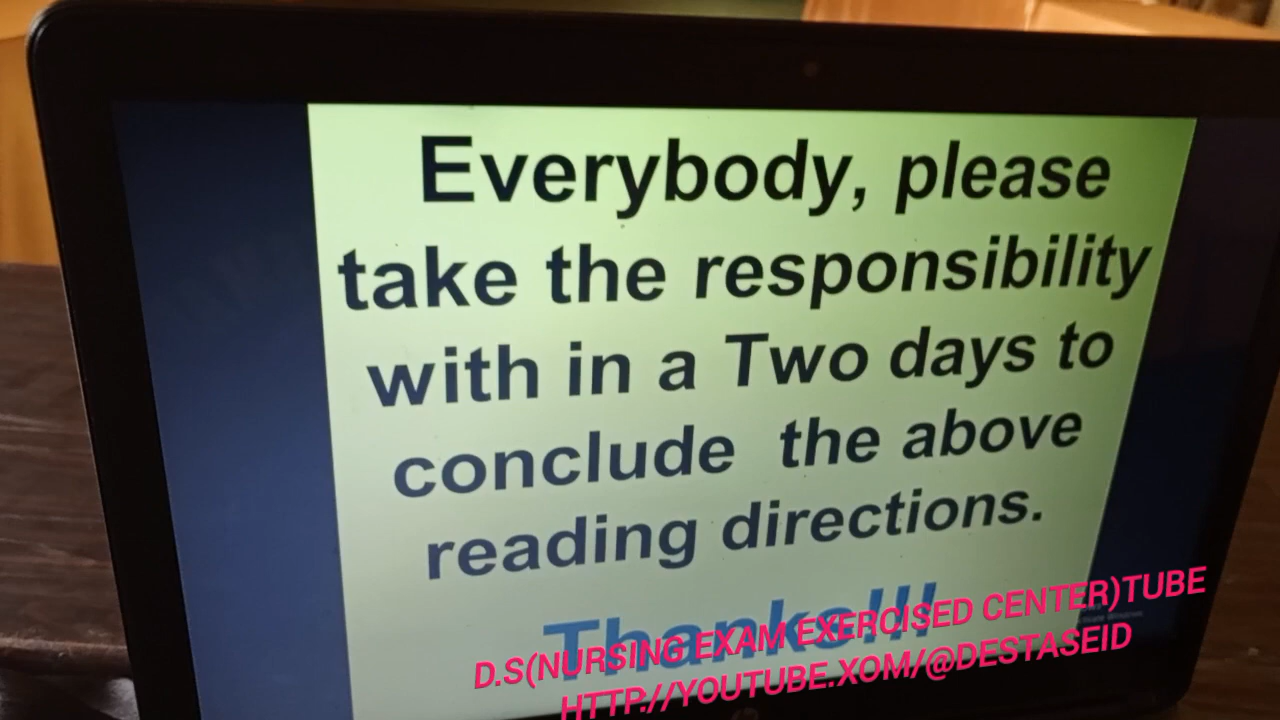 Everybody, please
take the responsibility
with in a Two days to
conclude the above
reading directions.
Thanks!!!
D.S(NURSING EXAM EXERCISED CENTER)TUBE
HTTP://YOUTUBE.XOM/@DESTASEID